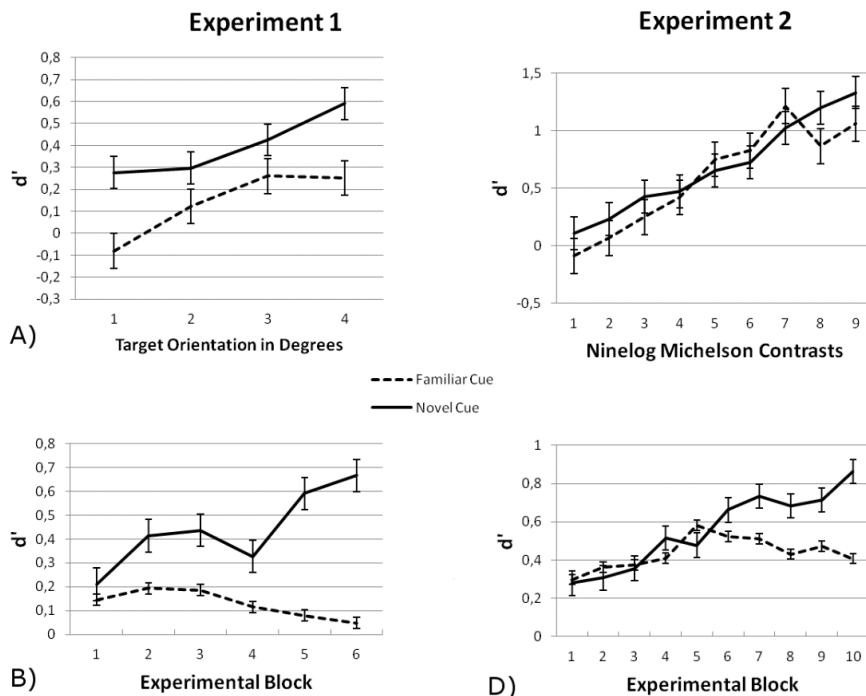 Experiment 1
0,8
0,7
0,6
0,5
0,4
0,3
0,2
0,1
0
-0,1
-0,2
-0,3
d'
1 2 3 4
Target Orientation in Degrees
A)
Experiment 2
1,5
1
0,5
0
-0,5
d'
1 2 3 4 5 6 7 8 9
Ninelog Michelson Contrasts
Familiar Cue
Novel Cue
0,8
0,7
0,6
0,5
0,4
0,3
0,2
0,1
0
d'
1 2 3 4 5 6
Experimental Block
B)
1
0,8
0,6
0,4
0,2
0
d'
1 2 3 4 5 6 7 8 9 10
Experimental Block
D)